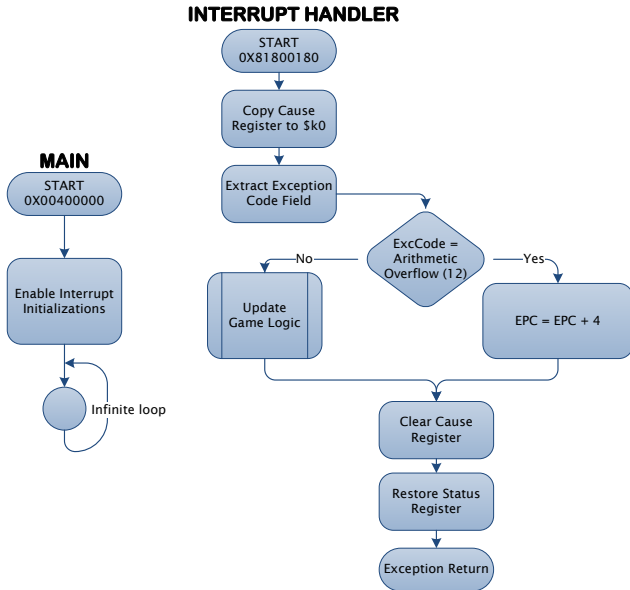 INTERRUPT HANDLER
START
0X81800180
Copy Cause
Register to $k0
Extract Exception
Code Field
ExcCode =
Arithmetic
Overflow (12)
No
Yes
Update
Game Logic
EPC = EPC + 4
Clear Cause
Register
Restore Status
Register
Exception Return
MAIN
START
0X00400000
Enable Interrupt
Initializations
Infinite loop